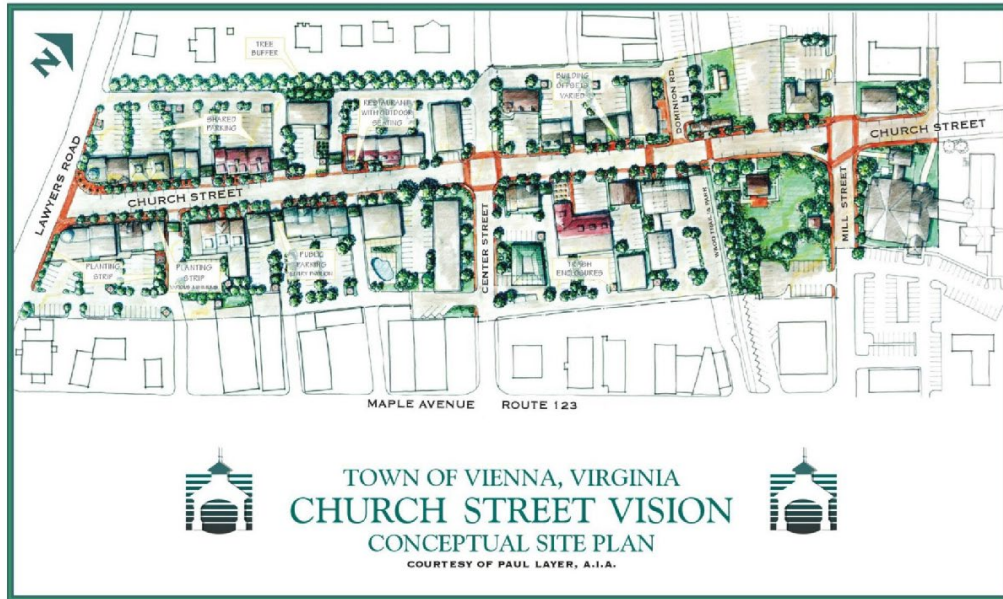 N
TREE
BUFFER
BUILDING
OFFSETS
VARIED
DOMINION RD.
RESTAURANT
WITH OUTDOOR
SEATING
SHARED
PARKING
CHURCH STREET
LAWYERS ROAD
CHURCH STREET
CENTER STREET
MILL STREET
PUBLIC
PARKING
PLANTING
STRIP
PLANTING
STRIP
TRASH
ENCLOSURES
MAPLE AVENUE ROUTE 123
TOWN OF VIENNA, VIRGINIA
CHURCH STREET VISION
CONCEPTUAL SITE PLAN
COURTESY OF PAUL LAYER, A.I.A.